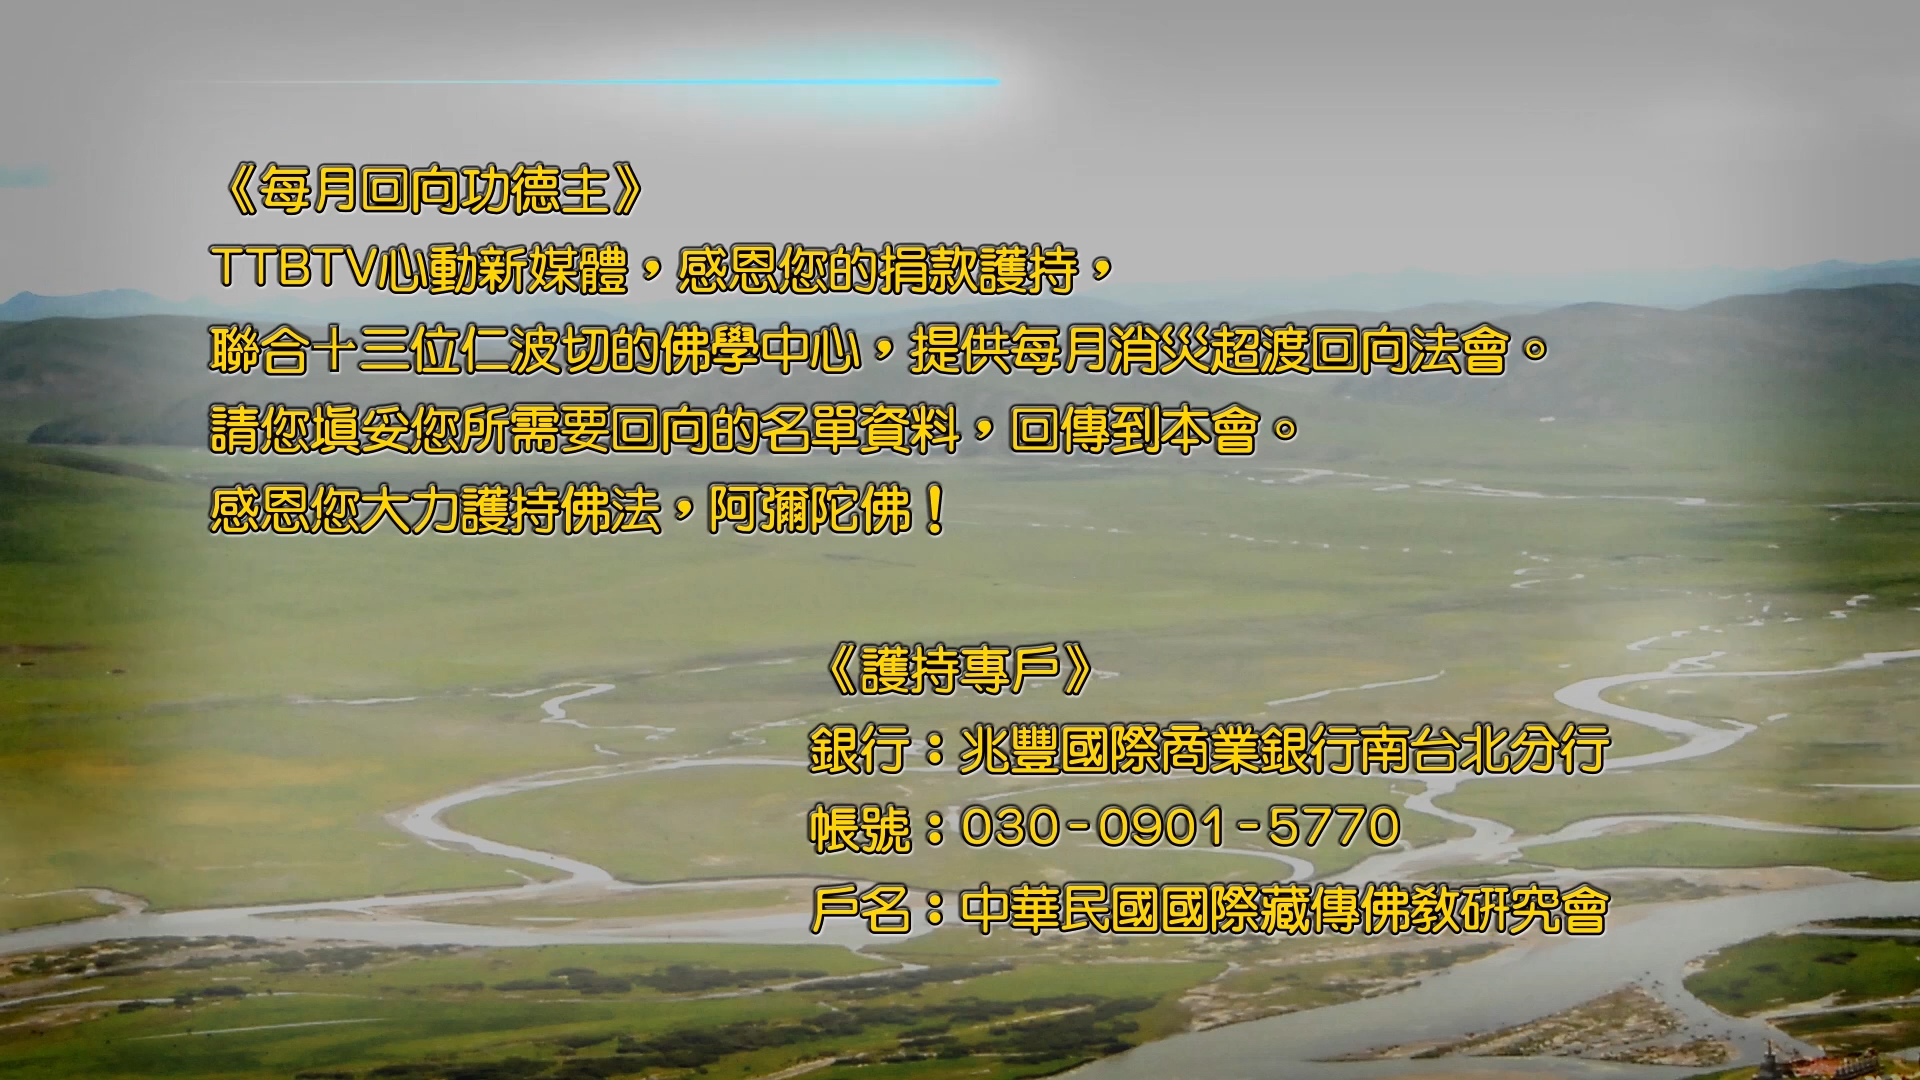 《每月回向功德主》
TTBTV心動新媒體，感恩您的捐款護持，
聯合十三位仁波切的佛學中心，提供每月消災超渡回向法會。
請您填妥您所需要回向的名單資料，回傳到本會。
感恩您大力護持佛法，阿彌陀佛！
《護持專戶》
銀行：兆豐國際商業銀行南台北分行
帳號：030-0901-5770
戶名：中華民國國際藏傳佛教研究會